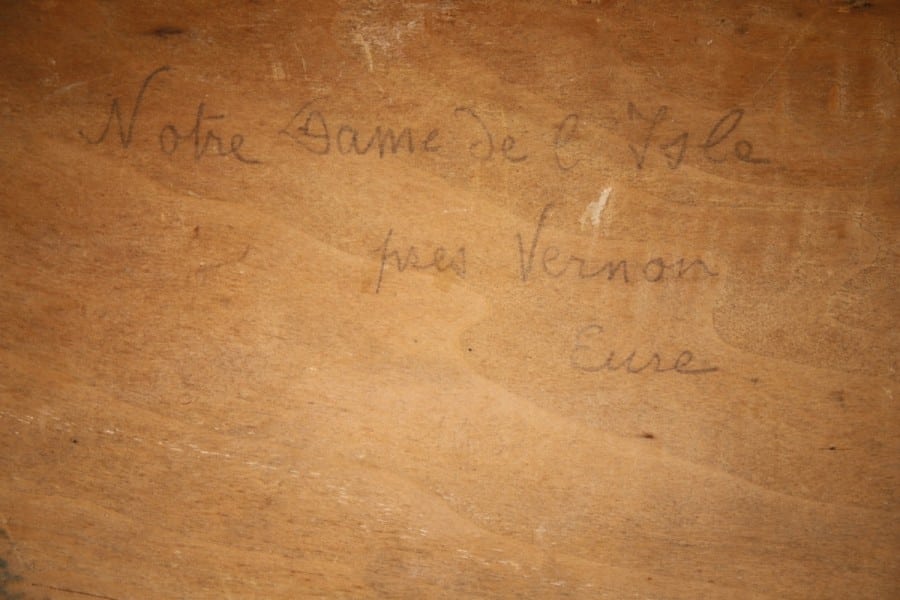 Notre Dame de l Isle
pres Vernon
Eure